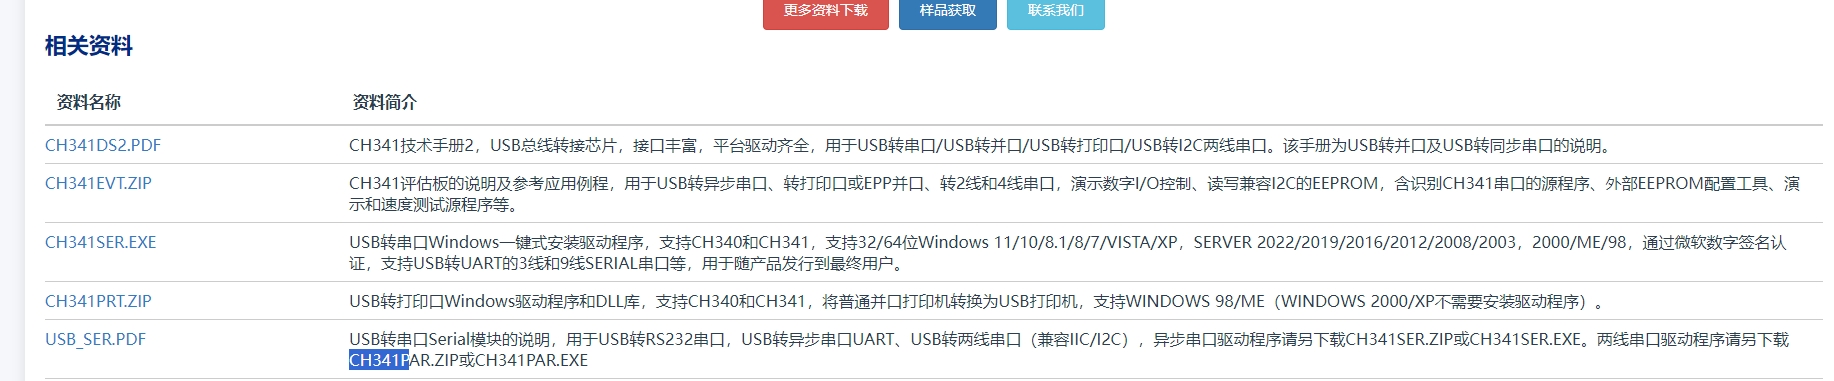 更多资料下载 样品获取 联系我们
相关资料
资料名称 资料简介
CH341DS2.PDF CH341技术手册2，USB总线转接芯片，接口丰富，平台驱动齐全，用于USB转串口/USB转并口/USB转打印口/USB转I2C两线串口。该手册为USB转并口及USB转同步串口的说明。
CH341EVT.ZIP CH341评估板的说明及参考应用例程，用于USB转异步串口、转打印口或EPP并口、转2线和4线串口，演示数字I/O控制、读写兼容I2C的EEPROM，含识别CH341串口的源程序、外部EEPROM配置工具、演
示和速度测试源程序等。
CH341SER.EXE USB转串口Windows一键式安装驱动程序，支持CH340和CH341，支持32/64位Windows 11/10/8.1/8/7/VISTA/XP，SERVER 2022/2019/2016/2012/2008/2003，2000/ME/98，通过微软数字签名认
证，支持USB转UART的3线和9线SERIAL串口等，用于随产品发行到最终用户。
CH341PRT.ZIP USB转打印口Windows驱动程序和DLL库，支持CH340和CH341，将普通并口打印机转换为USB打印机，支持WINDOWS 98/ME（WINDOWS 2000/XP不需要安装驱动程序）。
USB_SER.PDF USB转串口Serial模块的说明，用于USB转RS232串口，USB转异步串口UART、USB转两线串口（兼容IIC/I2C），异步串口驱动程序请另下载CH341SER.ZIP或CH341SER.EXE。两线串口驱动程序请另下载
CH341PAR.ZIP或CH341PAR.EXE